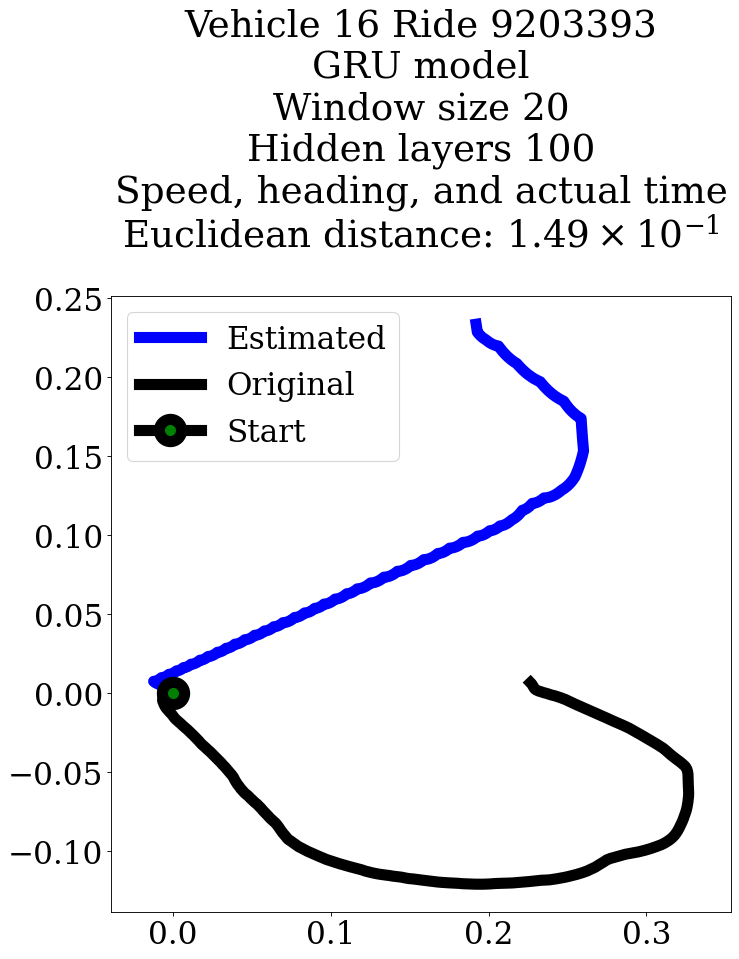 Vehicle 16 Ride 9203393
GRU model
Window size 20
Hidden layers 100
Speed, heading, and actual time
Euclidean distance: 1.49 × 10⁻¹
0.25
0.20
0.15
0.10
0.05
0.00
−0.05
−0.10
Estimated
Original
Start
0.0 0.1 0.2 0.3